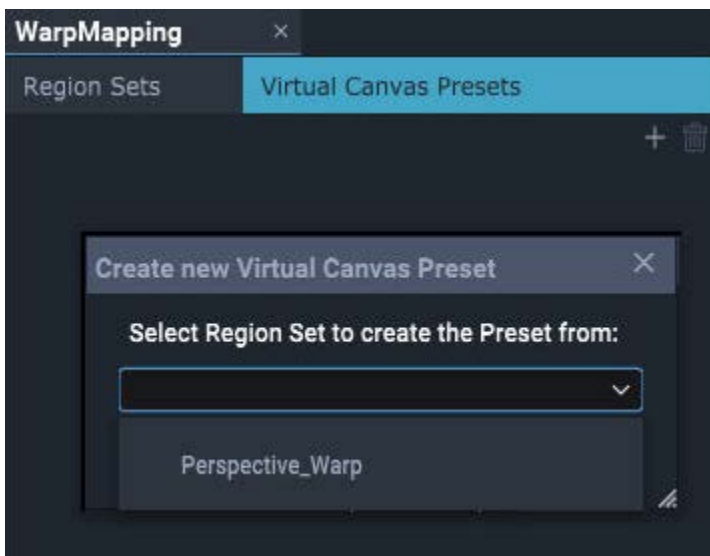 WarpMapping ×
Region Sets Virtual Canvas Presets
Create new Virtual Canvas Preset
Select Region Set to create the Preset from:
Perspective_Warp